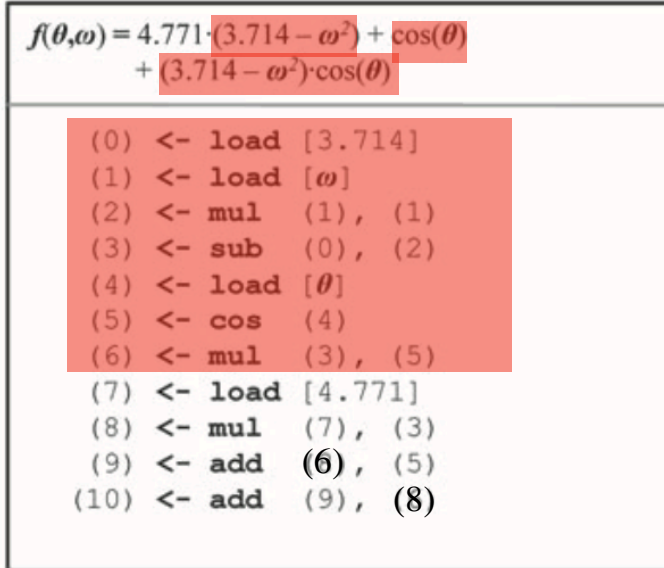 f(θ,ω) = 4.771·(3.714 – ω²) + cos(θ)
+ (3.714 – ω²)·cos(θ)
(0) <- load [3.714]
(1) <- load [ω]
(2) <- mul (1), (1)
(3) <- sub (0), (2)
(4) <- load [θ]
(5) <- cos (4)
(6) <- mul (3), (5)
(7) <- load [4.771]
(8) <- mul (7), (3)
(9) <- add (6), (5)
(10) <- add (9), (8)